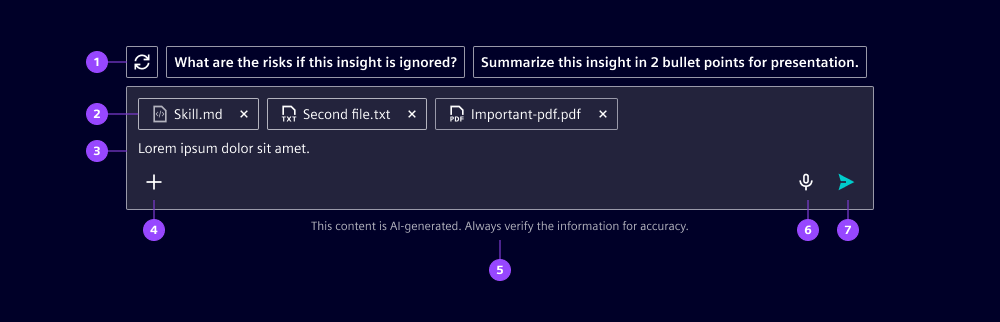 1 What are the risks if this insight is ignored? Summarize this insight in 2 bullet points for presentation.
2 Skill.md TXT Second file.txt PDF Important-pdf.pdf
3 Lorem ipsum dolor sit amet.
4 6 7
This content is AI-generated. Always verify the information for accuracy.
5